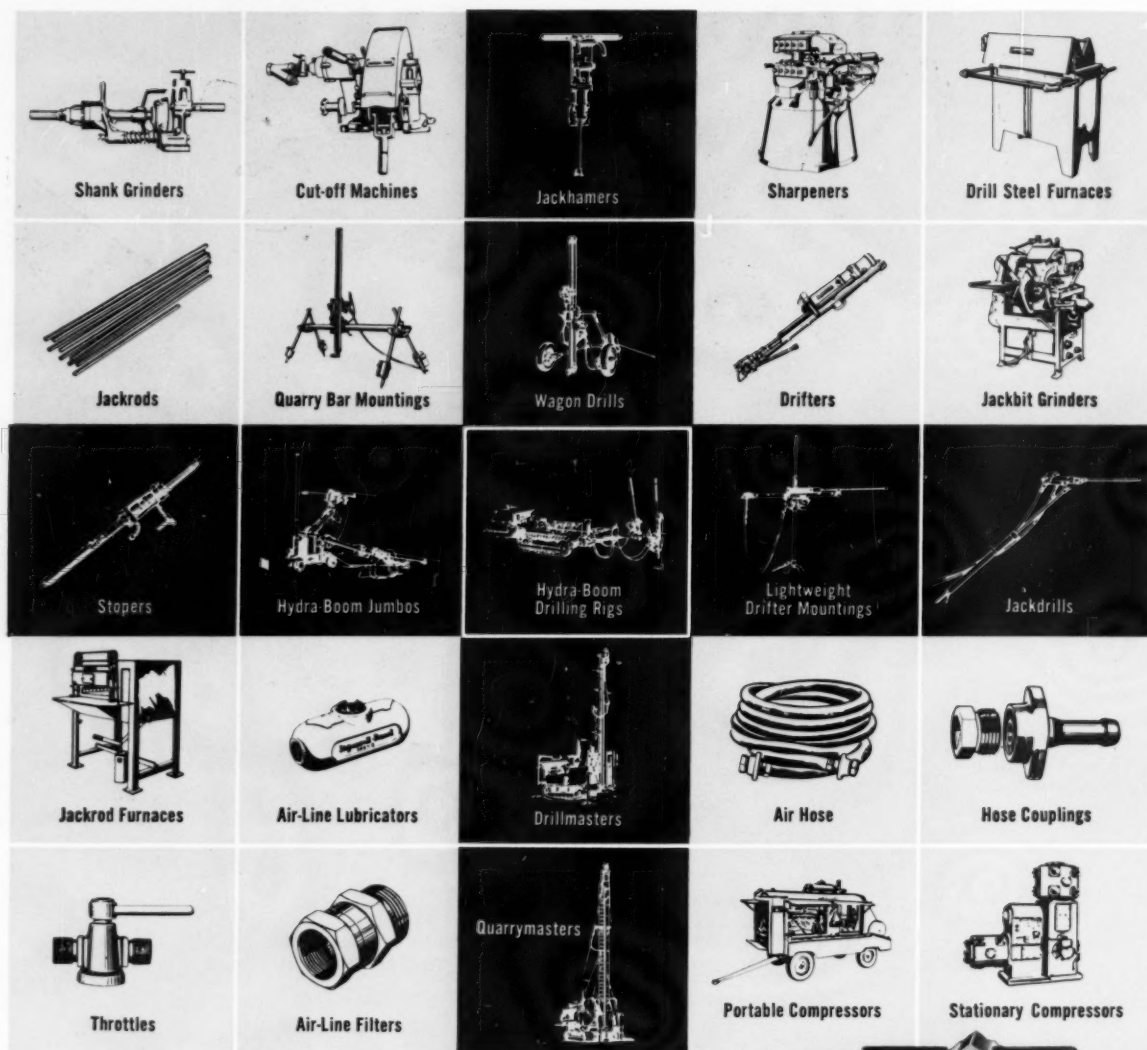 Shank Grinders
Cut-off Machines
Jackhamers
Sharpeners
Drill Steel Furnaces
Jackrods
Quarry Bar Mountings
Wagon Drills
Drifters
Jackbit Grinders
Stopers
Hydra-Boom Jumbos
Hydra-Boom
Drilling Rigs
Lightweight
Drifter Mountings
Jackdrills
Jackrod Furnaces
Air-Line Lubricators
Drillmasters
Air Hose
Hose Couplings
Throttles
Air-Line Filters
Quarrymasters
Portable Compressors
Stationary Compressors